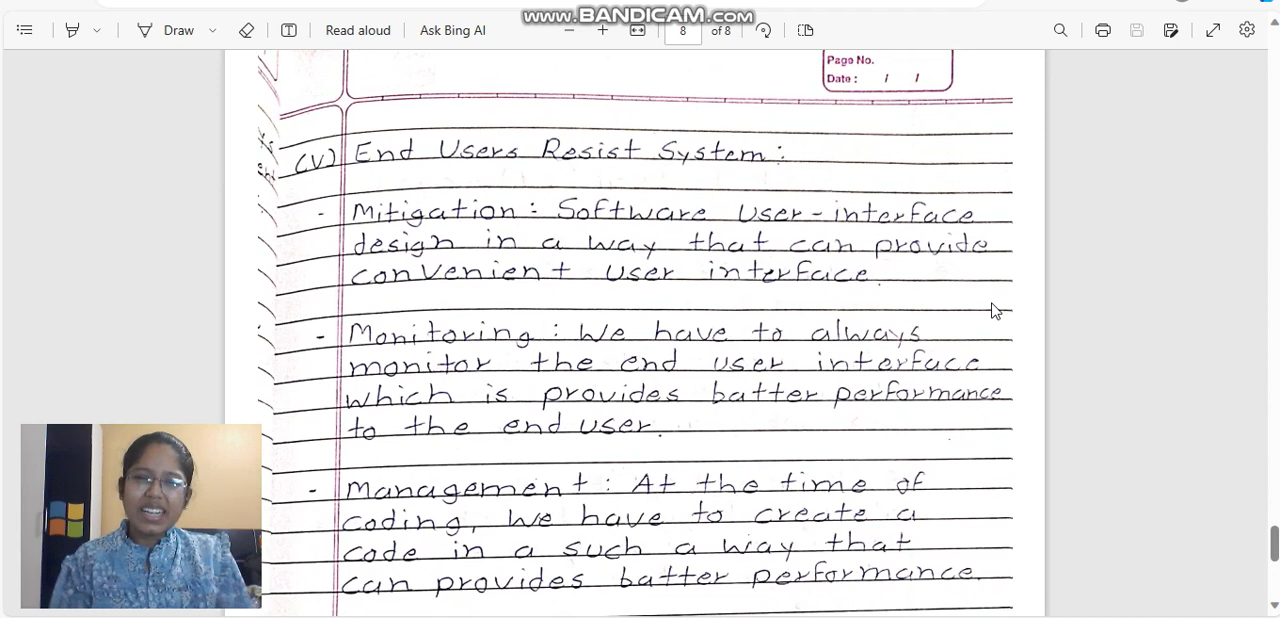 www.BANDICAM.com
Draw
Read aloud
Ask Bing AI
8
of 8
Page No.
Date : / /
(V) End Users Resist System :
- Mitigation : Software User-interface
design in a way that can provide
convenient user interface.
- Monitoring : We have to always
monitor the end user interface
which is provides batter performance
to the end user.
- Management : At the time of
coding, We have to create a
code in a such a way that
can provides batter performance.